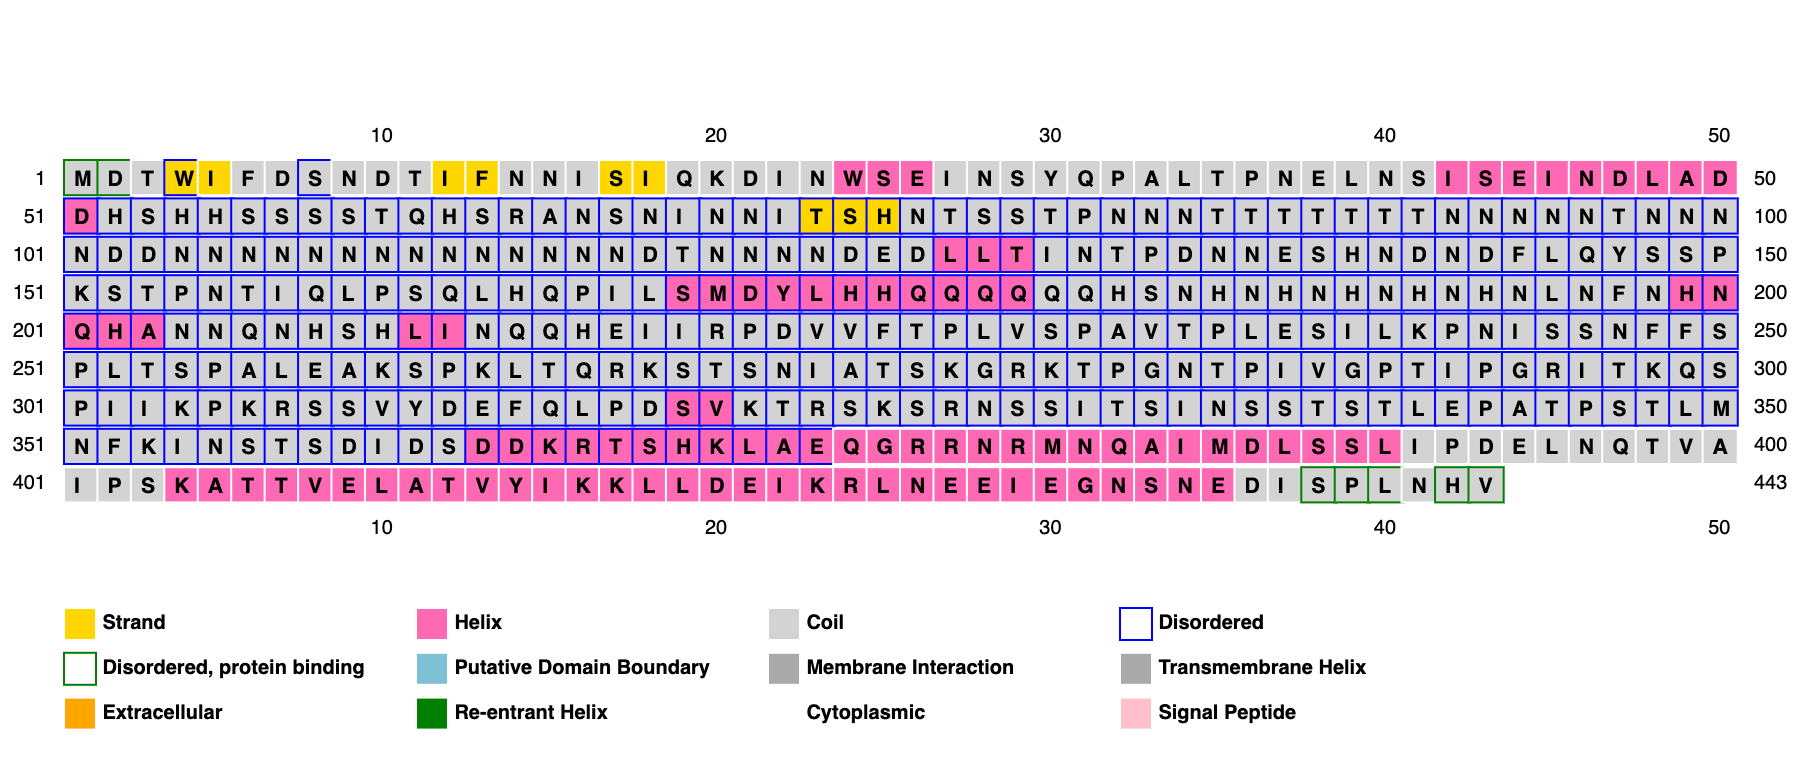 10 20 30 40 50
1 M D T W I F D S N D T I F N N I S I Q K D I N W S E I N S Y Q P A L T P N E L N S I S E I N D L A D 50
51 D H S H H S S S S T Q H S R A N S N I N N I T S H N T S S T P N N N T T T T T T T N N N N N T N N N 100
101 N D D N N N N N N N N N N N N N N D T N N N N D E D L L T I N T P D N N E S H N D N D F L Q Y S S P 150
151 K S T P N T I Q L P S Q L H Q P I L S M D Y L H H Q Q Q Q Q Q H S N H N H N H N H N H N L N F N H N 200
201 Q H A N N Q N H S H L I N Q Q H E I I R P D V V F T P L V S P A V T P L E S I L K P N I S S N F F S 250
251 P L T S P A L E A K S P K L T Q R K S T S N I A T S K G R K T P G N T P I V G P T I P G R I T K Q S 300
301 P I I K P K R S S V Y D E F Q L P D S V K T R S K S R N S S I T S I N S S T S T L E P A T P S T L M 350
351 N F K I N S T S D I D S D D K R T S H K L A E Q G R R N R M N Q A I M D L S S L I P D E L N Q T V A 400
401 I P S K A T T V E L A T V Y I K K L L D E I K R L N E E I E G N S N E D I S P L N H V 443
10 20 30 40 50
Strand Helix Coil Disordered
Disordered, protein binding Putative Domain Boundary Membrane Interaction Transmembrane Helix
Extracellular Re-entrant Helix Cytoplasmic Signal Peptide